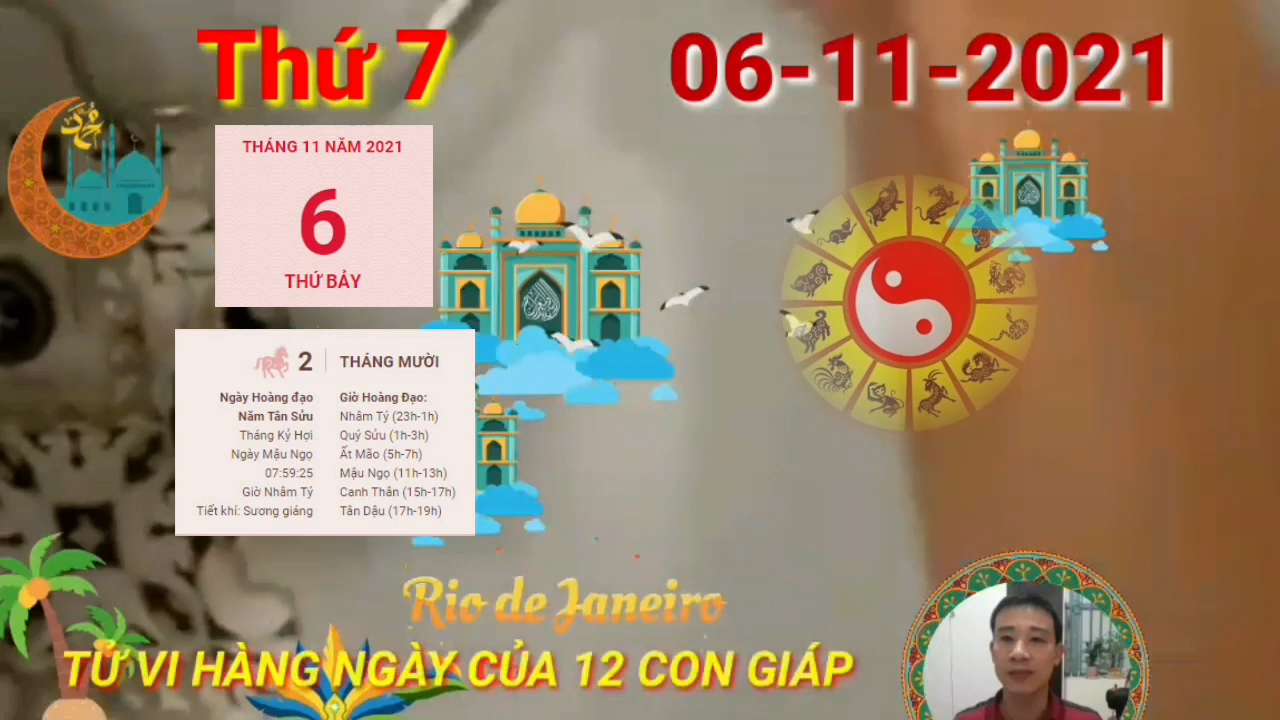 Thứ 7
06-11-2021
THÁNG 11 NĂM 2021
6
THỨ BẢY
2
THÁNG MƯỜI
Ngày Hoàng đạo
Năm Tân Sửu
Tháng Kỷ Hợi
Ngày Mậu Ngọ
07:59:25
Giờ Nhâm Tý
Tiết khí: Sương giáng
Giờ Hoàng Đạo:
Nhâm Tý (23h-1h)
Quý Sửu (1h-3h)
Ất Mão (5h-7h)
Mậu Ngọ (11h-13h)
Canh Thân (15h-17h)
Tân Dậu (17h-19h)
Rio de Janeiro
TỬ VI HÀNG NGÀY CỦA 12 CON GIÁP